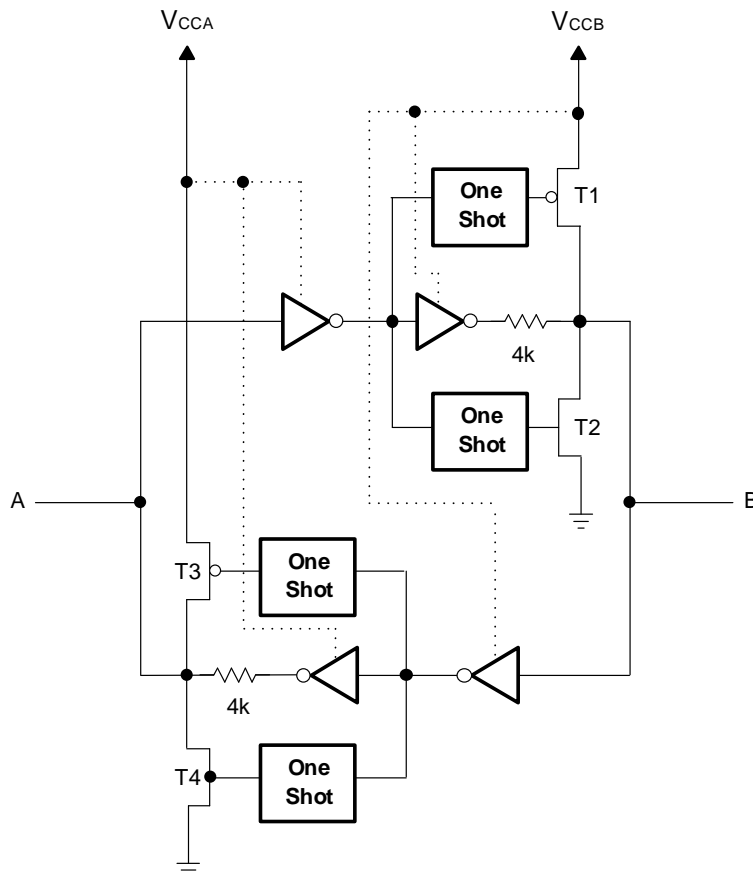 VCCA
VCCB
One
Shot
T1
4k
One
Shot
T2
A
B
T3
One
Shot
4k
T4
One
Shot